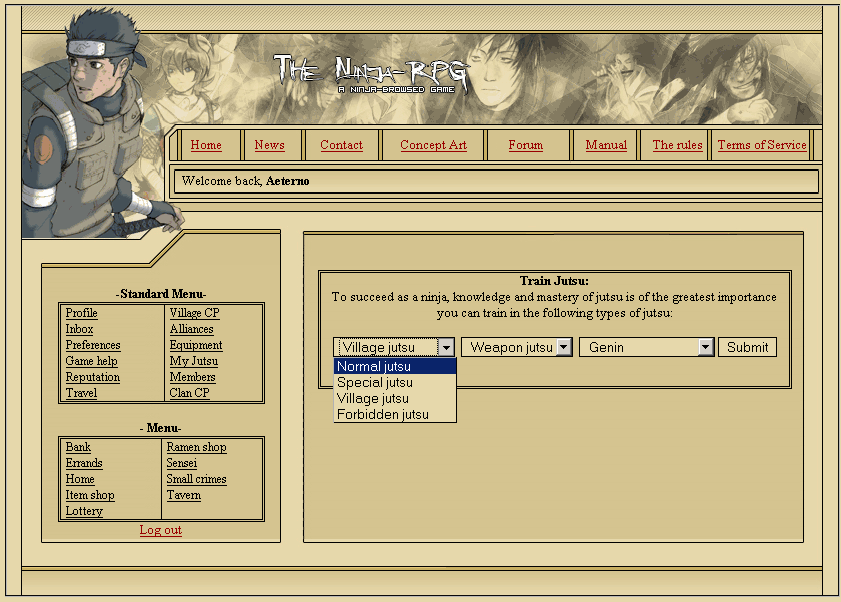 The Ninja-RPG
A NINJA-BROWSED GAME
Home News Contact Concept Art Forum Manual The rules Terms of Service
Welcome back, Aeterno
-Standard Menu-
Profile Village CP
Inbox Alliances
Preferences Equipment
Game help My Jutsu
Reputation Members
Travel Clan CP
- Menu-
Bank Ramen shop
Errands Sensei
Home Small crimes
Item shop Tavern
Lottery
Log out
Train Jutsu:
To succeed as a ninja, knowledge and mastery of jutsu is of the greatest importance
you can train in the following types of jutsu:
Village jutsu Weapon jutsu Genin Submit
Normal jutsu
Special jutsu
Village jutsu
Forbidden jutsu